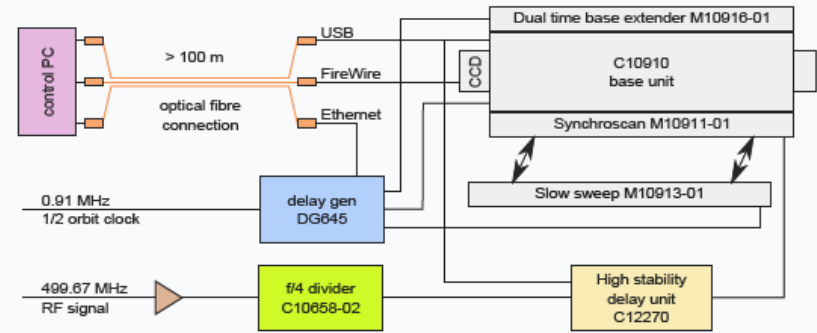 Dual time base extender M10916-01
control PC
> 100 m
optical fibre
connection
USB
FireWire
Ethernet
CCD
C10910
base unit
Synchroscan M10911-01
Slow sweep M10913-01
0.91 MHz
1/2 orbit clock
delay gen
DG645
499.67 MHz
RF signal
f/4 divider
C10658-02
High stability
delay unit
C12270